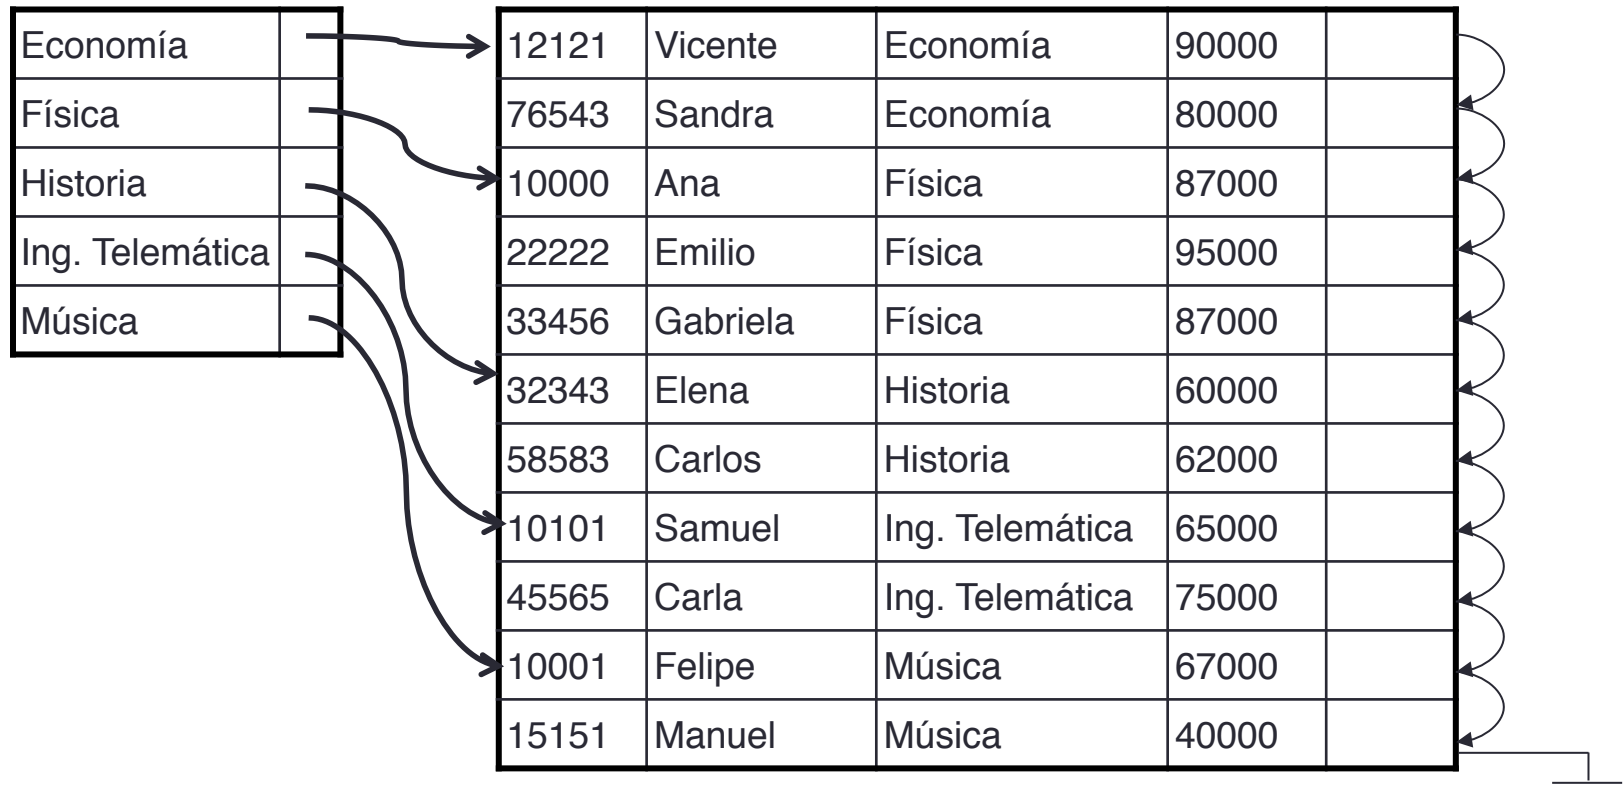 Economía
Física
Historia
Ing. Telemática
Música
12121 Vicente Economía 90000
76543 Sandra Economía 80000
10000 Ana Física 87000
22222 Emilio Física 95000
33456 Gabriela Física 87000
32343 Elena Historia 60000
58583 Carlos Historia 62000
10101 Samuel Ing. Telemática 65000
45565 Carla Ing. Telemática 75000
10001 Felipe Música 67000
15151 Manuel Música 40000